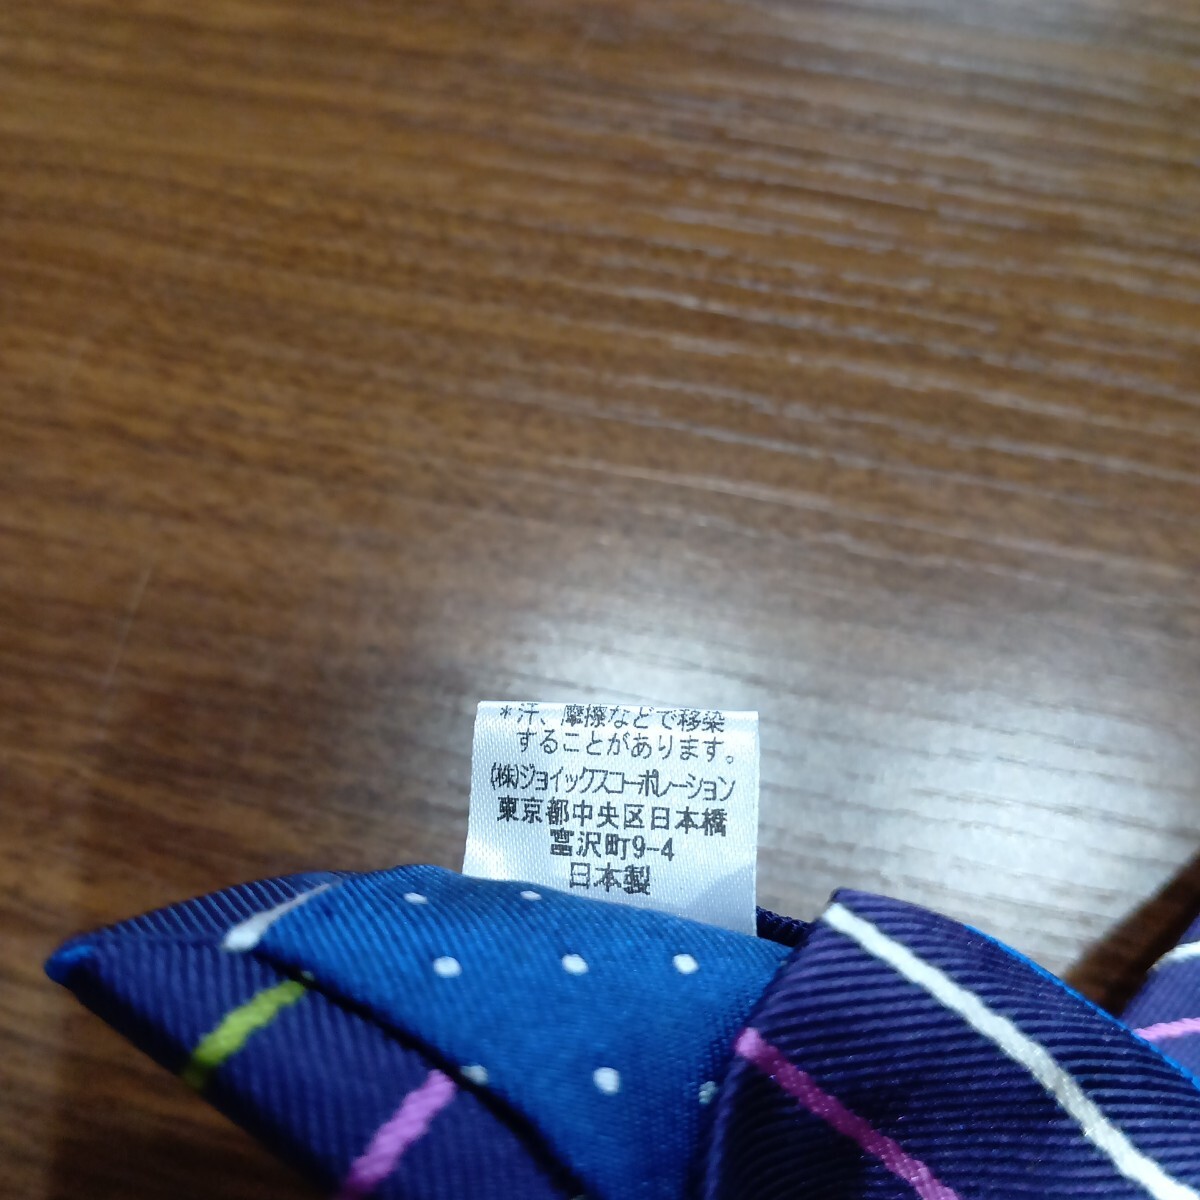 *汗、摩擦などで移染
することがあります。
(株)ジョイックスコーポレーション
東京都中央区日本橋
富沢町9-4
日本製